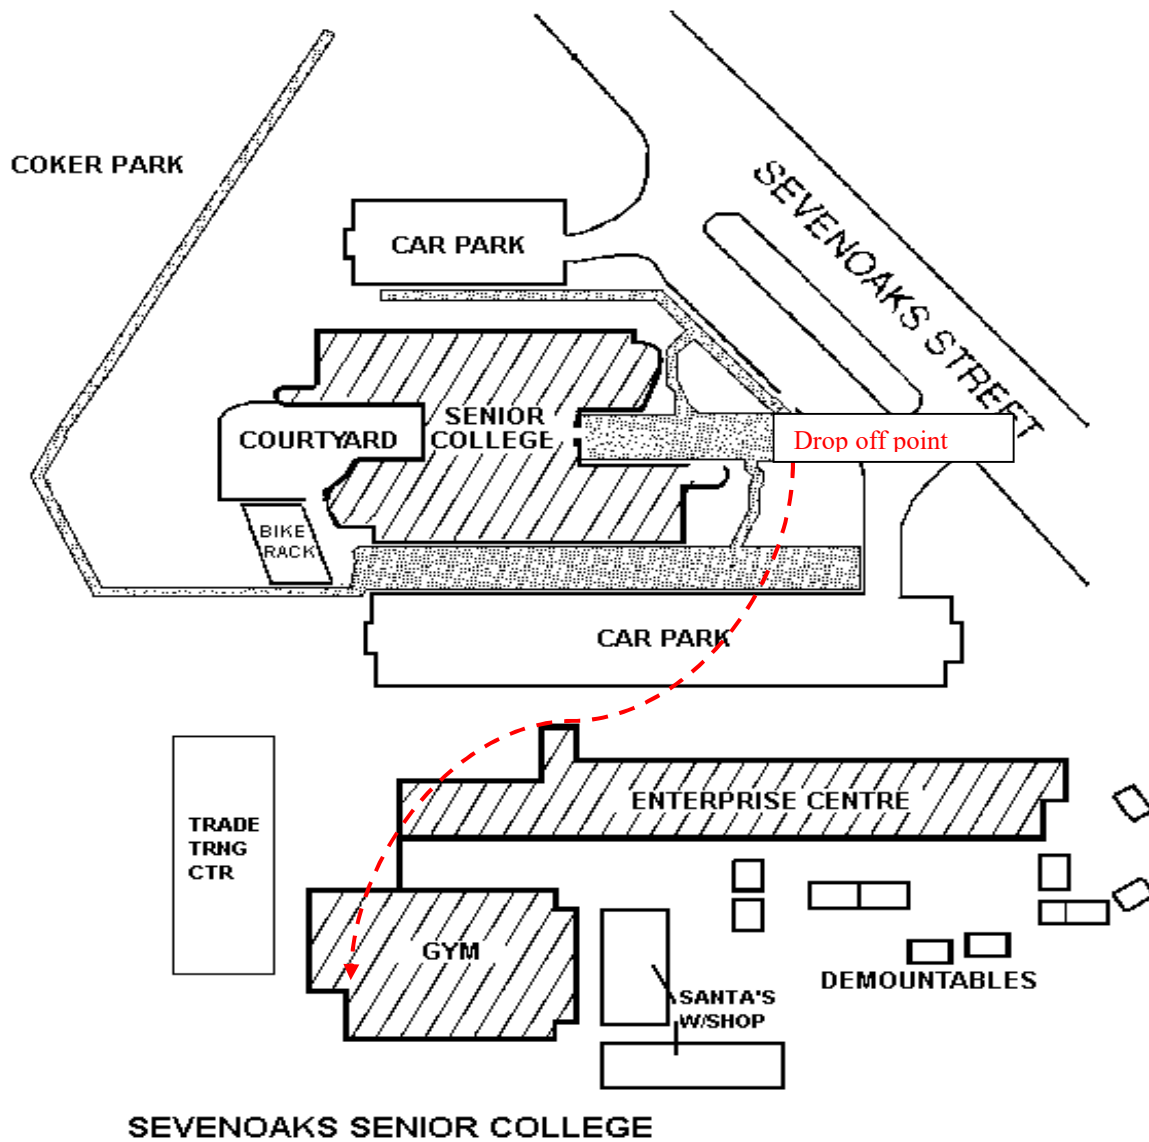 COKER PARK
SEVENOAKS STREET
CAR PARK
SENIOR
COLLEGE
COURTYARD
Drop off point
BIKE
RACK
CAR PARK
TRADE
TRNG
CTR
ENTERPRISE CENTRE
GYM
DEMOUNTABLES
SANTA'S
W/SHOP
SEVENOAKS SENIOR COLLEGE